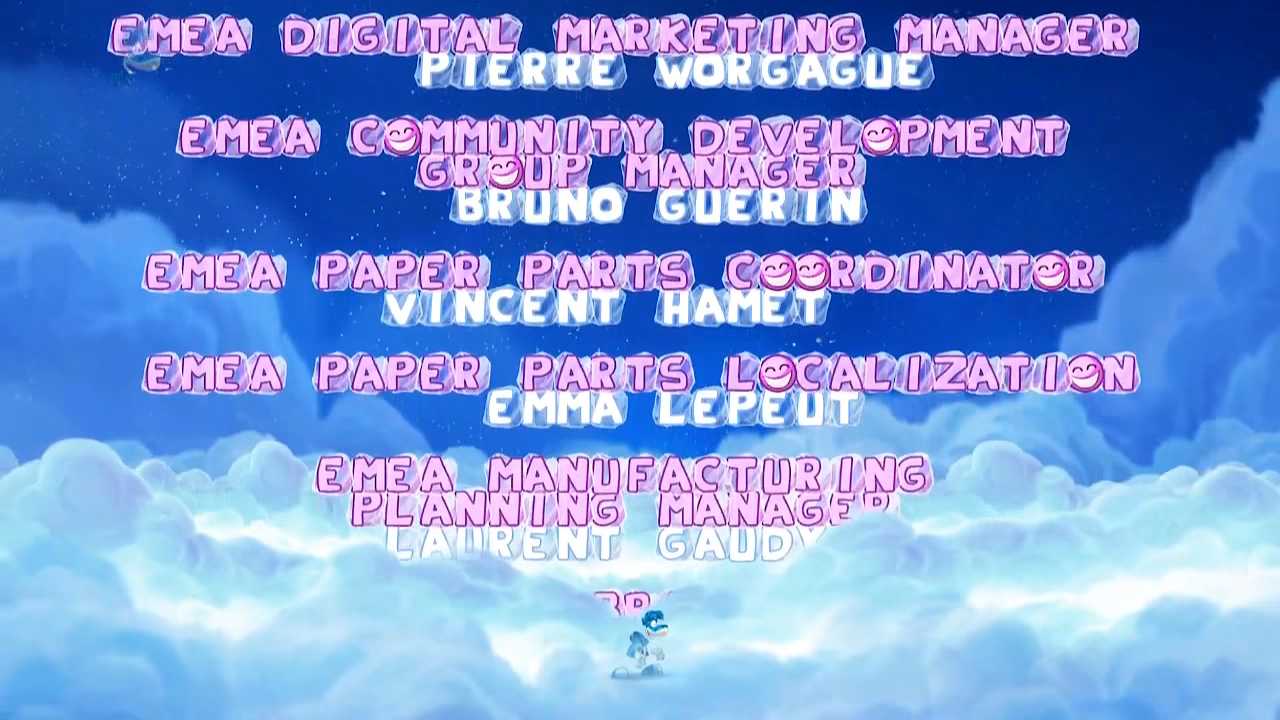 EMEA DIGITAL MARKETING MANAGER
PIERRE WORGAGUE
EMEA COMMUNITY DEVELOPMENT
GROUP MANAGER
BRUNO GUERIN
EMEA PAPER PARTS COORDINATOR
VINCENT HAMET
EMEA PAPER PARTS LOCALIZATION
EMMA LEPEUT
EMEA MANUFACTURING
PLANNING MANAGER
LAURENT GAUDY